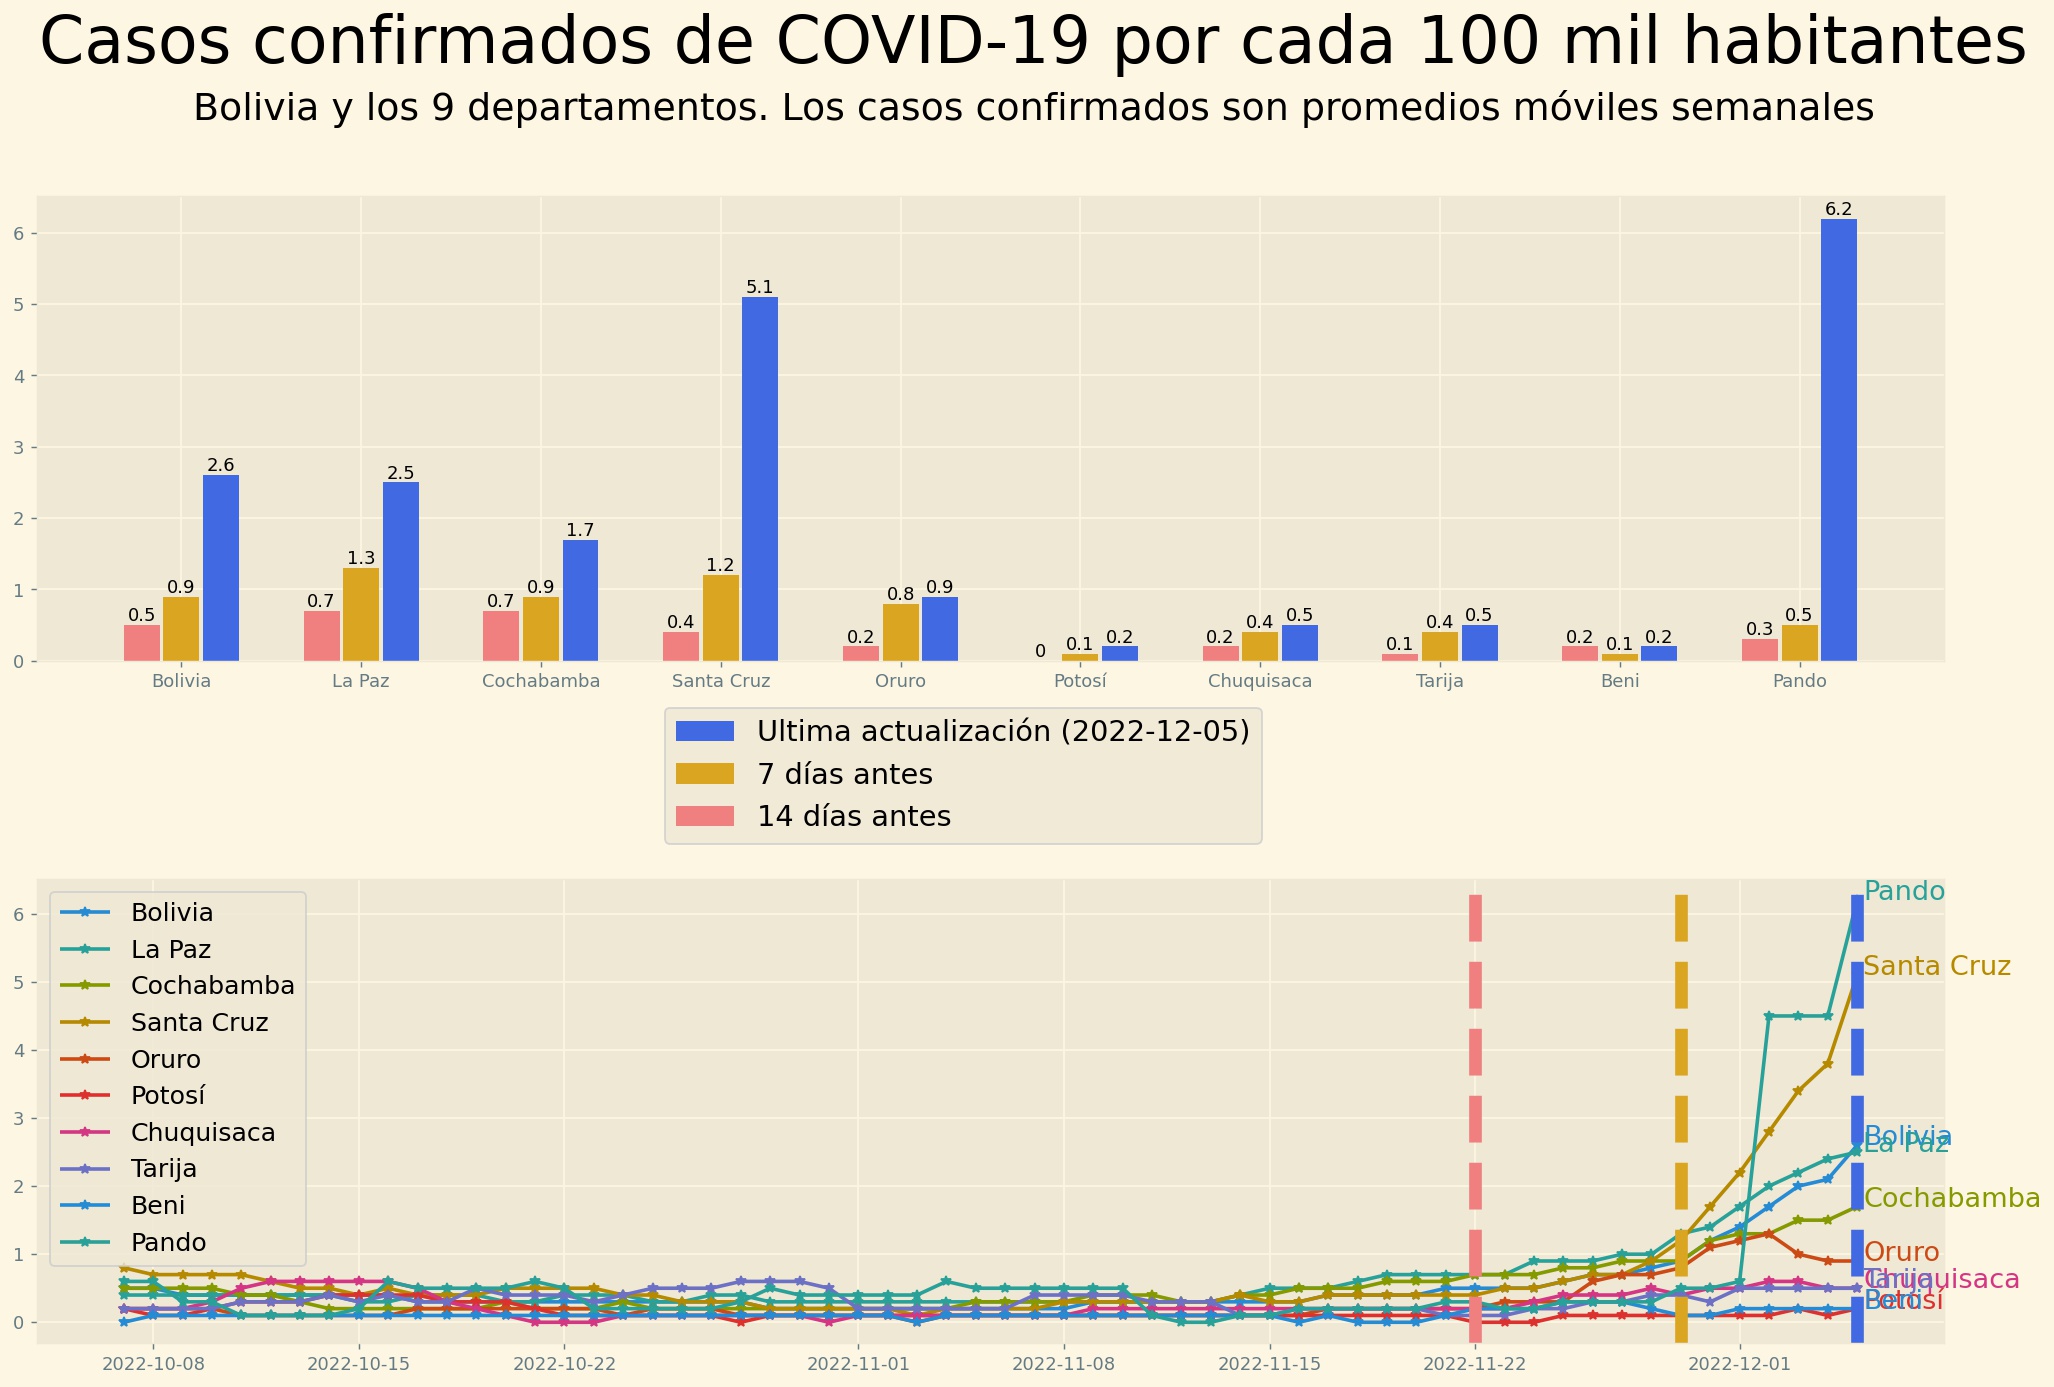 Casos confirmados de COVID-19 por cada 100 mil habitantes
Bolivia y los 9 departamentos. Los casos confirmados son promedios móviles semanales
6
5
4
3
2
1
0
0.5 0.9 2.6
0.7 1.3 2.5
0.7 0.9 1.7
0.4 1.2 5.1
0.2 0.8 0.9
0 0.1 0.2
0.2 0.4 0.5
0.1 0.4 0.5
0.2 0.1 0.2
0.3 0.5 6.2
Bolivia La Paz Cochabamba Santa Cruz Oruro Potosí Chuquisaca Tarija Beni Pando
Ultima actualización (2022-12-05)
7 días antes
14 días antes
6
5
4
3
2
1
0
Bolivia
La Paz
Cochabamba
Santa Cruz
Oruro
Potosí
Chuquisaca
Tarija
Beni
Pando
Pando
Santa Cruz
Bolivia
La Paz
Cochabamba
Oruro
Chuquisaca
Tarija
Beni
Potosí
2022-10-08 2022-10-15 2022-10-22 2022-11-01 2022-11-08 2022-11-15 2022-11-22 2022-12-01